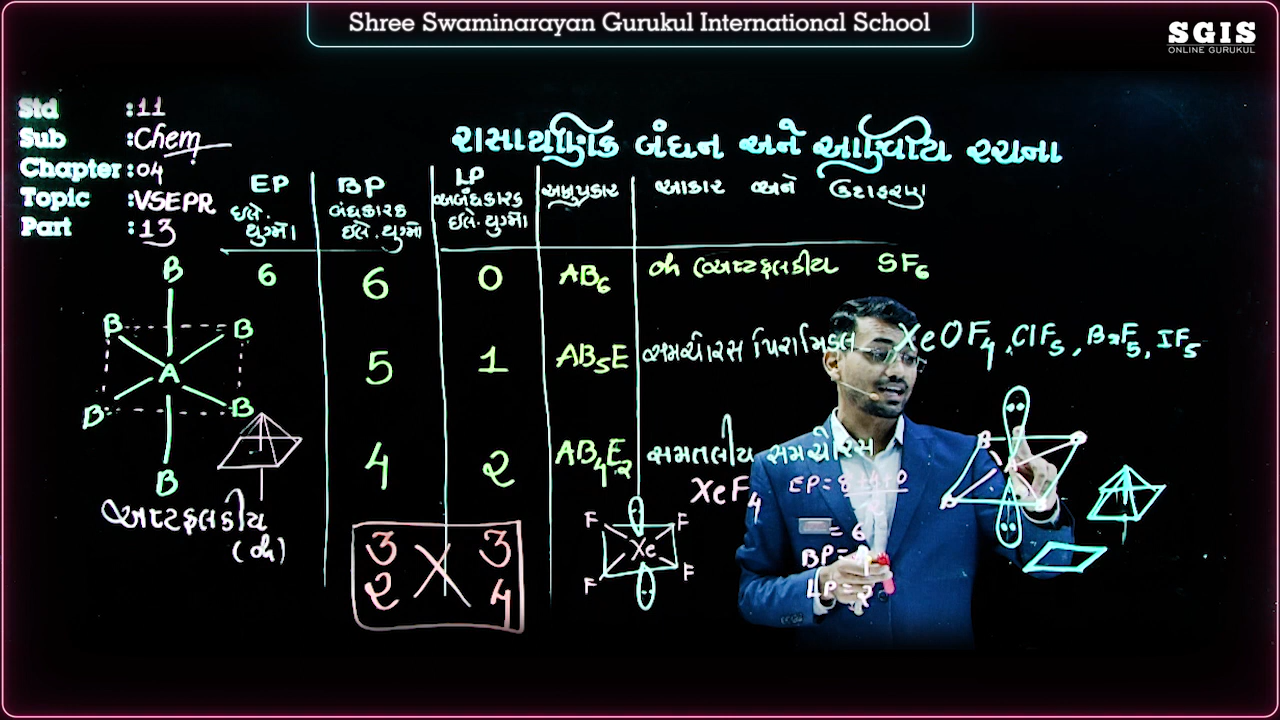 Shree Swaminarayan Gurukul International School
SGIS
ONLINE GURUKUL
Std : 11
Sub : Chem
Chapter : 04
Topic : VSEPR
Part : 13
રાસાયણિક બંધન અને આણ્વીય રચના
EP BP LP અણુપ્રકાર આકાર અને ઉદાહરણ
ઇલે. યુગ્મો બંધકારક ઇલે. યુગ્મો અબંધકારક ઇલે. યુગ્મો
6 6 0 AB6 Oh અષ્ટફલકીય SF6
5 1 AB5E સમચોરસ પિરામિડલ XeOF4, ClF5, BrF5, IF5
4 2 AB4E2 સમતલીય સમચોરસ
XeF4
EP =
= 6
BP =
LP =
3 3
2 4
B
B B
A
B B
B
અષ્ટફલકીય
(Oh)
F F
Xe
F F
B
B